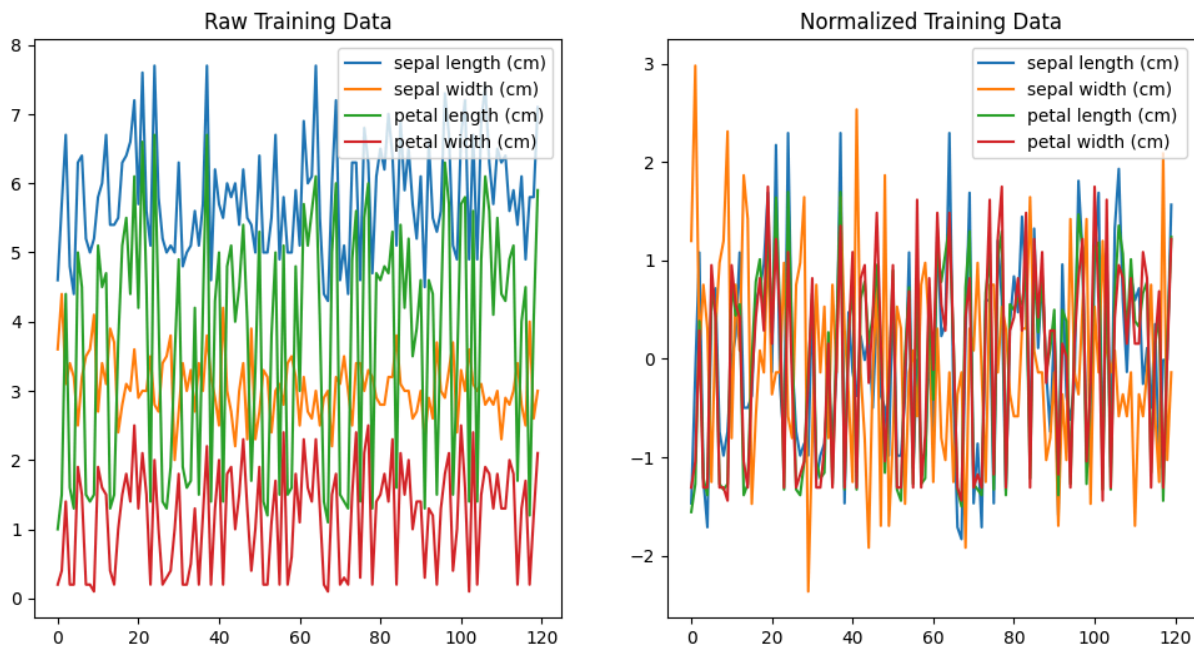 Raw Training Data
8
7
6
5
4
3
2
1
0
sepal length (cm)
sepal width (cm)
petal length (cm)
petal width (cm)
0 20 40 60 80 100 120
Normalized Training Data
3
2
1
0
−1
−2
sepal length (cm)
sepal width (cm)
petal length (cm)
petal width (cm)
0 20 40 60 80 100 120